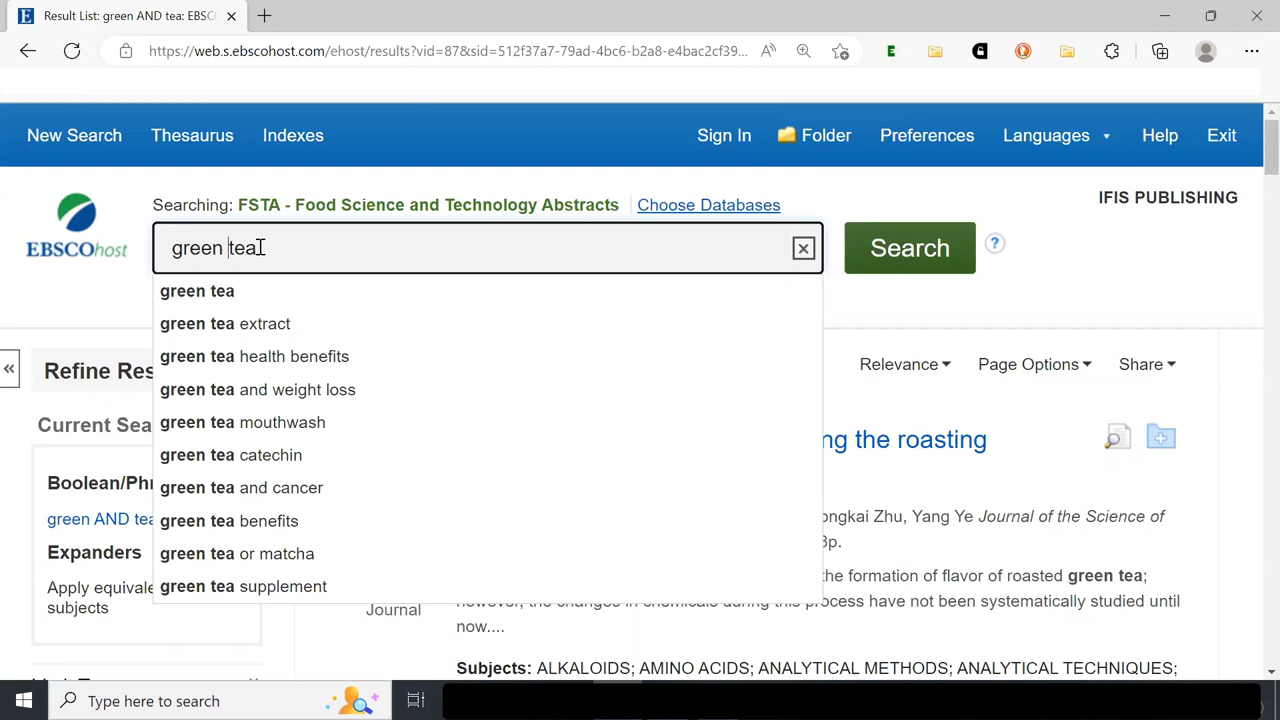 Result List: green AND tea: EBSC
https://web.s.ebscohost.com/ehost/results?vid=87&sid=512f37a7-79ad-4bc6-b2a8-e4bac2cf39...
New Search Thesaurus Indexes Sign In Folder Preferences Languages Help Exit
Searching: FSTA - Food Science and Technology Abstracts Choose Databases IFIS PUBLISHING
EBSCOhost green tea Search ?
green tea
green tea extract
green tea health benefits
Refine Res Relevance Page Options Share
green tea and weight loss
Current Sea green tea mouthwash
ng the roasting
green tea catechin
Boolean/Phr green tea and cancer
green AND tea green tea benefits ongkai Zhu, Yang Ye Journal of the Science of
Expanders green tea or matcha 3p.
Apply equivale green tea supplement the formation of flavor of roasted green tea;
subjects Journal however, the changes in chemicals during this process have not been systematically studied until
now....
Subjects: ALKALOIDS; AMINO ACIDS; ANALYTICAL METHODS; ANALYTICAL TECHNIQUES;
Type here to search